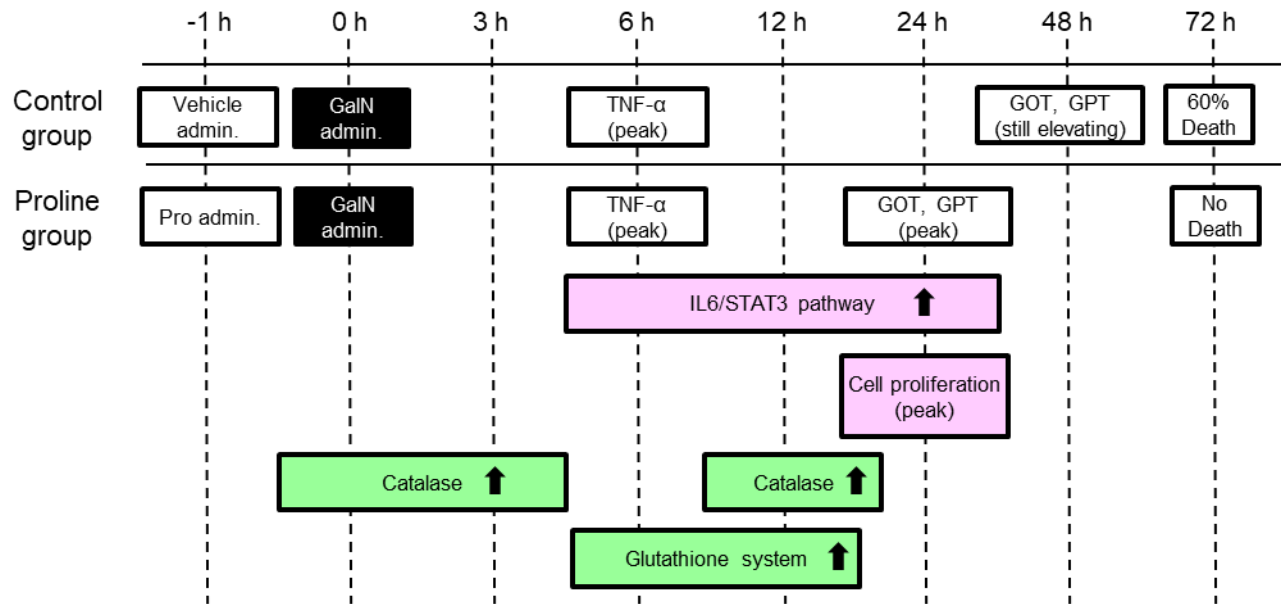 -1 h 0 h 3 h 6 h 12 h 24 h 48 h 72 h
Control
group
Vehicle
admin.
GalN
admin.
TNF-α
(peak)
GOT, GPT
(still elevating)
60%
Death
Proline
group
Pro admin.
GalN
admin.
TNF-α
(peak)
GOT, GPT
(peak)
No
Death
IL6/STAT3 pathway
Cell proliferation
(peak)
Catalase
Catalase
Glutathione system